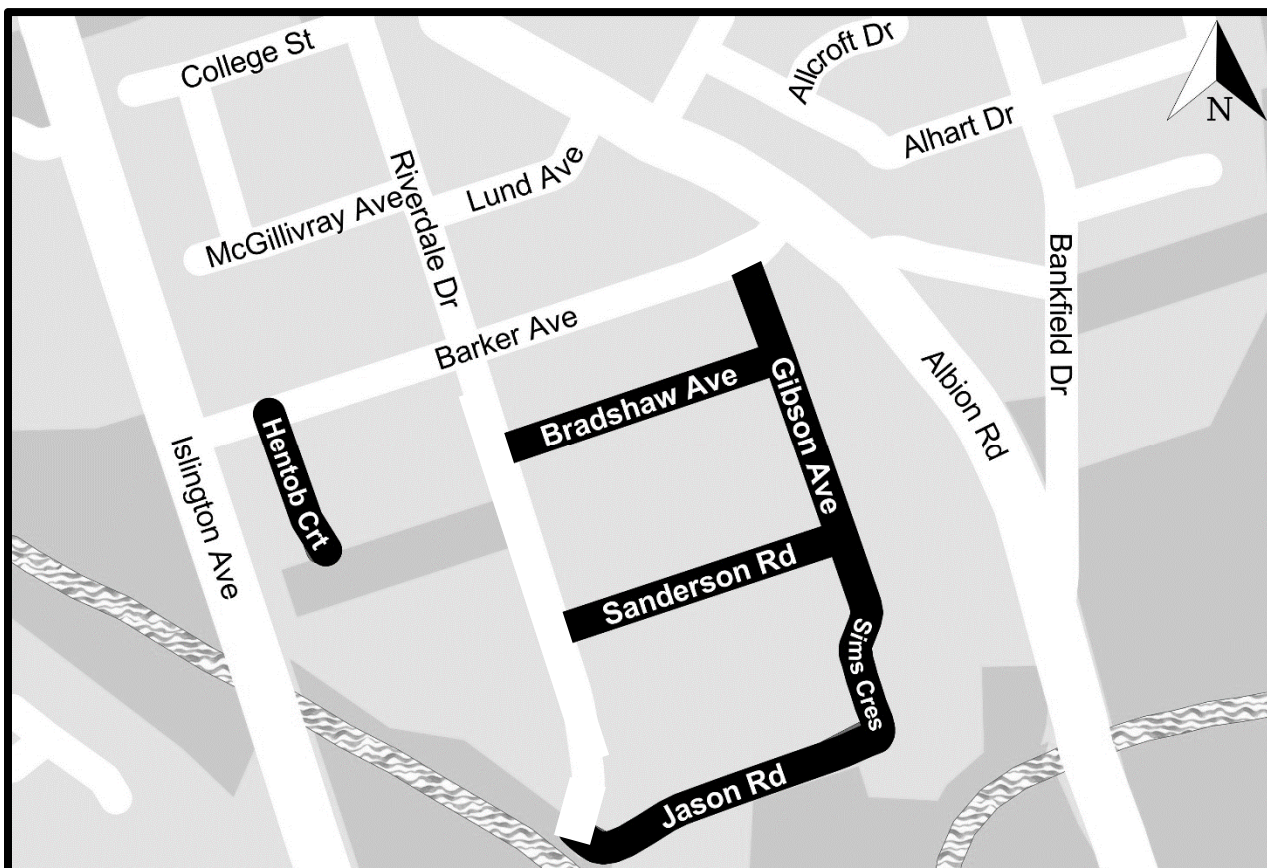 College St
Allcroft Dr
N
Alhart Dr
Riverdale Dr
Lund Ave
McGillivray Ave
Bankfield Dr
Barker Ave
Albion Rd
Bradshaw Ave
Gibson Ave
Hentob Crt
Islington Ave
Sanderson Rd
Sims Cres
Jason Rd